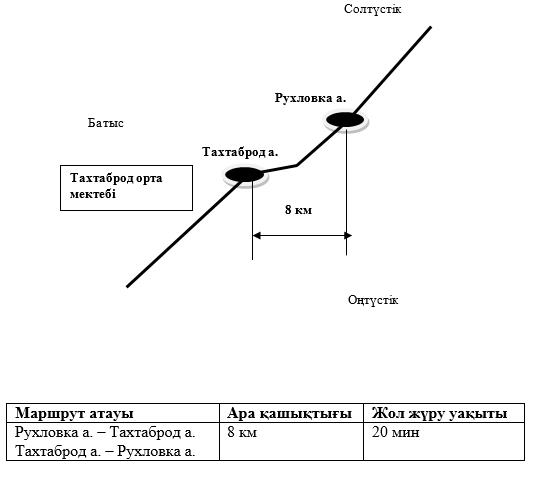 Солтүстік
Рухловка а.
Батыс
Тахтаброд а.
Тахтаброд орта
мектебі
8 км
Оңтүстік
Маршрут атауы Ара қашықтығы Жол жүру уақыты
Рухловка а. – Тахтаброд а. 8 км 20 мин
Тахтаброд а. – Рухловка а.